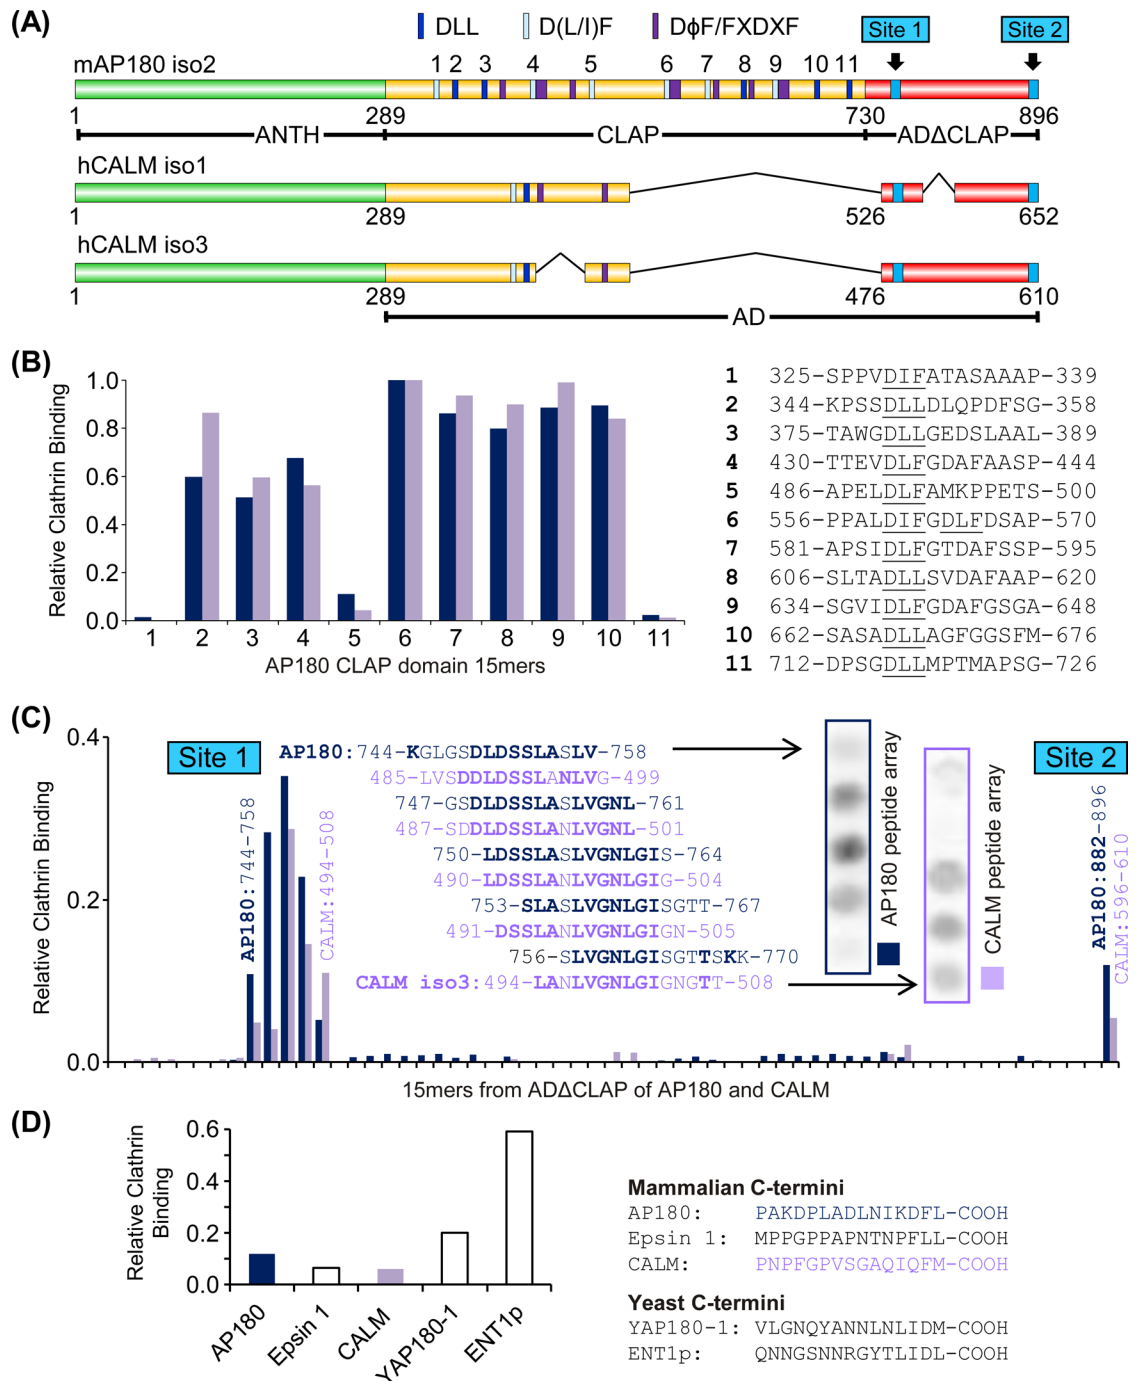 (A)
DLL D(L/I)F DϕF/FXDXF Site 1 Site 2
mAP180 iso2 1 2 3 4 5 6 7 8 9 10 11
1 289 730 896
ANTH CLAP ADΔCLAP
hCALM iso1
1 289 526 652
hCALM iso3
1 289 476 610
AD
(B)
Relative Clathrin Binding
1.0
0.8
0.6
0.4
0.2
0.0
1 2 3 4 5 6 7 8 9 10 11
AP180 CLAP domain 15mers
1 325-SPPVDIFATASAAAP-339
2 344-KPSSDLLDLQPDFSG-358
3 375-TAWGDLLGEDSLAAL-389
4 430-TTEVDLFGDAFAASP-444
5 486-APELDLFAMKPPETS-500
6 556-PPALDIFGDLFDSAP-570
7 581-APSIDLFGTDAFSSP-595
8 606-SLTADLLSVDAFAAP-620
9 634-SGVIDLFGDAFGSGA-648
10 662-SASADLLAGFGGSFM-676
11 712-DPSGDLLMPTMAPSG-726
(C)
Relative Clathrin Binding
0.4
0.2
0.0
Site 1
AP180:744-758
CALM:494-508
AP180:744-KGLGSDLDSSLASLV-758
485-LVSDDLDSSLANLVG-499
747-GSDLDSSLASLVGNL-761
487-SDDLDSSLANLVGNL-501
750-LDSSLASLVGNLGIS-764
490-LDSSLANLVGNLGIG-504
753-SLASLVGNLGISGTT-767
491-DSSLANLVGNLGIGN-505
756-SLVGNLGISGTTSKK-770
CALM iso3:494-LANLVGNLGIGNGTT-508
AP180 peptide array
CALM peptide array
Site 2
AP180:882-896
CALM:596-610
15mers from ADΔCLAP of AP180 and CALM
(D)
Relative Clathrin
Binding
0.6
0.4
0.2
0.0
AP180
Epsin 1
CALM
YAP180-1
ENT1p
Mammalian C-termini
AP180: PAKDPLADLNIKDFL-COOH
Epsin 1: MPPGPPAPNTNPFLL-COOH
CALM: PNPFGPVSGAQIQFM-COOH
Yeast C-termini
YAP180-1: VLGNQYANNLNLIDM-COOH
ENT1p: QNNGSNNRGYTLIDL-COOH